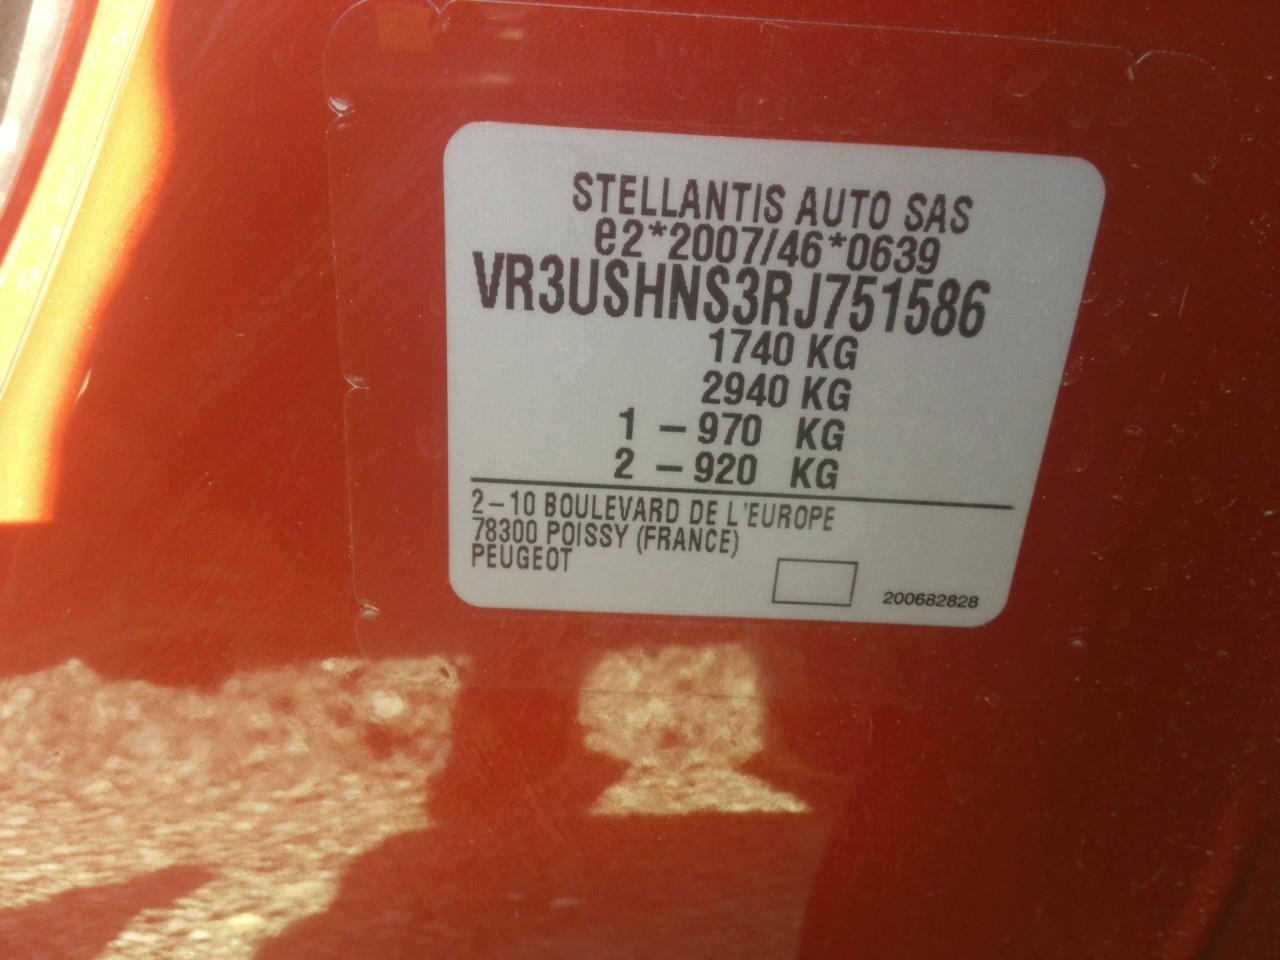 STELLANTIS AUTO SAS
e2*2007/46*0639
VR3USHNS3RJ751586
1740 KG
2940 KG
1 – 970 KG
2 – 920 KG
2–10 BOULEVARD DE L'EUROPE
78300 POISSY (FRANCE)
PEUGEOT
200682828